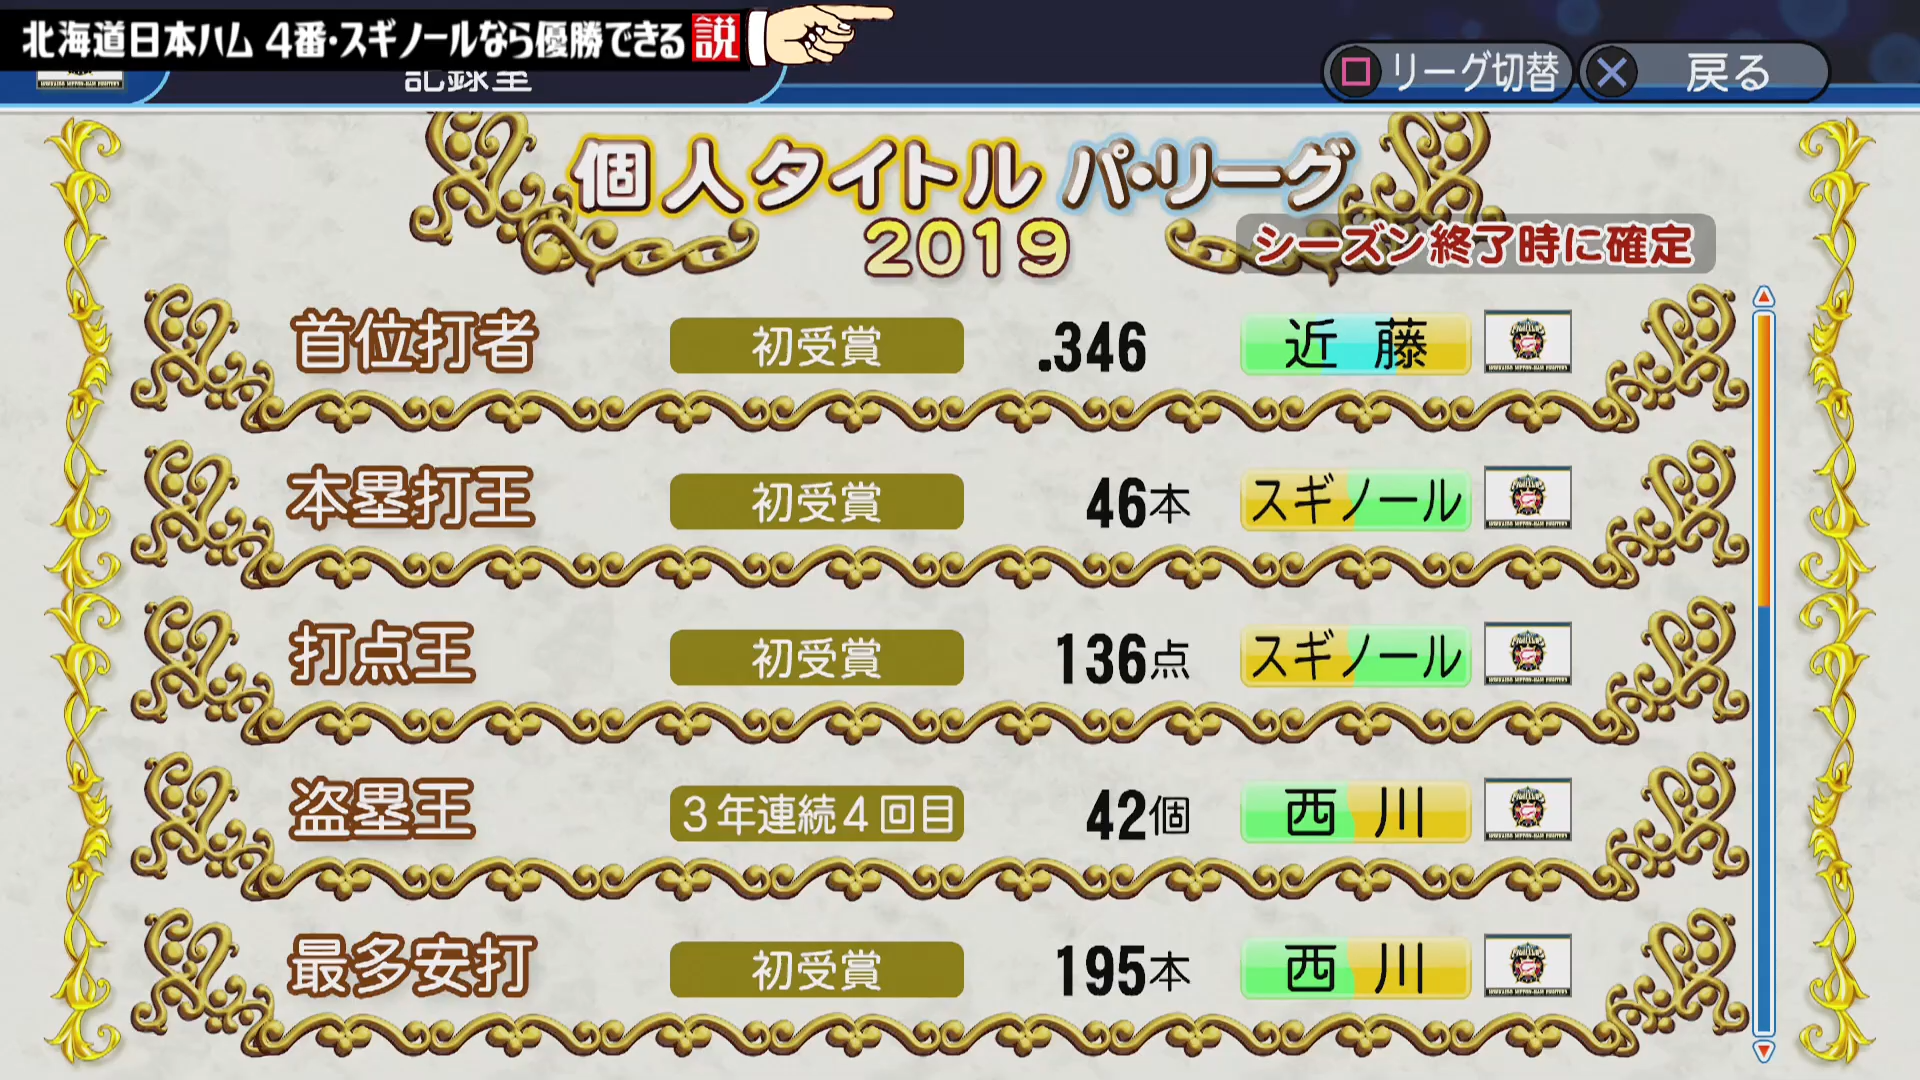 北海道日本ハム 4番・スギノールなら優勝できる説
記録室
リーグ切替
戻る
個人タイトル パ・リーグ
2019
シーズン終了時に確定
首位打者 初受賞 .346 近藤
本塁打王 初受賞 46本 スギノール
打点王 初受賞 136点 スギノール
盗塁王 3年連続4回目 42個 西川
最多安打 初受賞 195本 西川